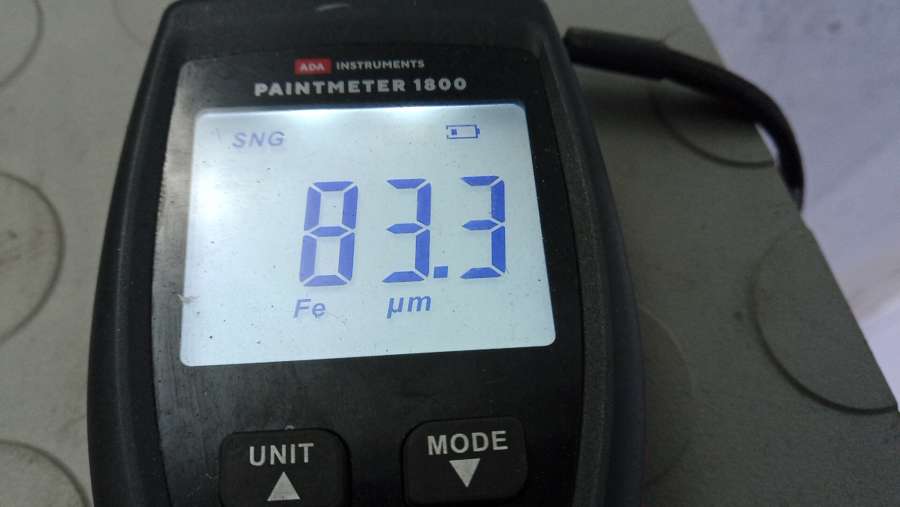 ADA INSTRUMENTS
PAINTMETER 1800
SNG
83.3
Fe µm
UNIT MODE